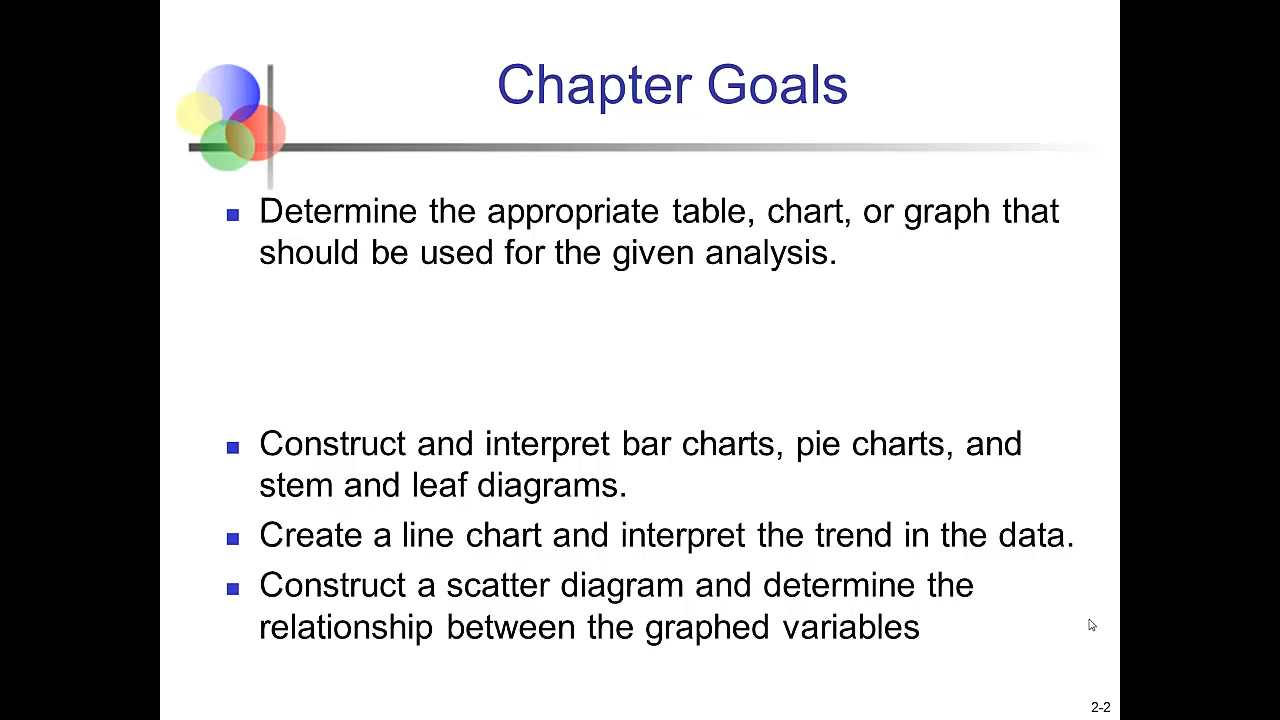 Chapter Goals
Determine the appropriate table, chart, or graph that
should be used for the given analysis.
Construct and interpret bar charts, pie charts, and
stem and leaf diagrams.
Create a line chart and interpret the trend in the data.
Construct a scatter diagram and determine the
relationship between the graphed variables
2-2